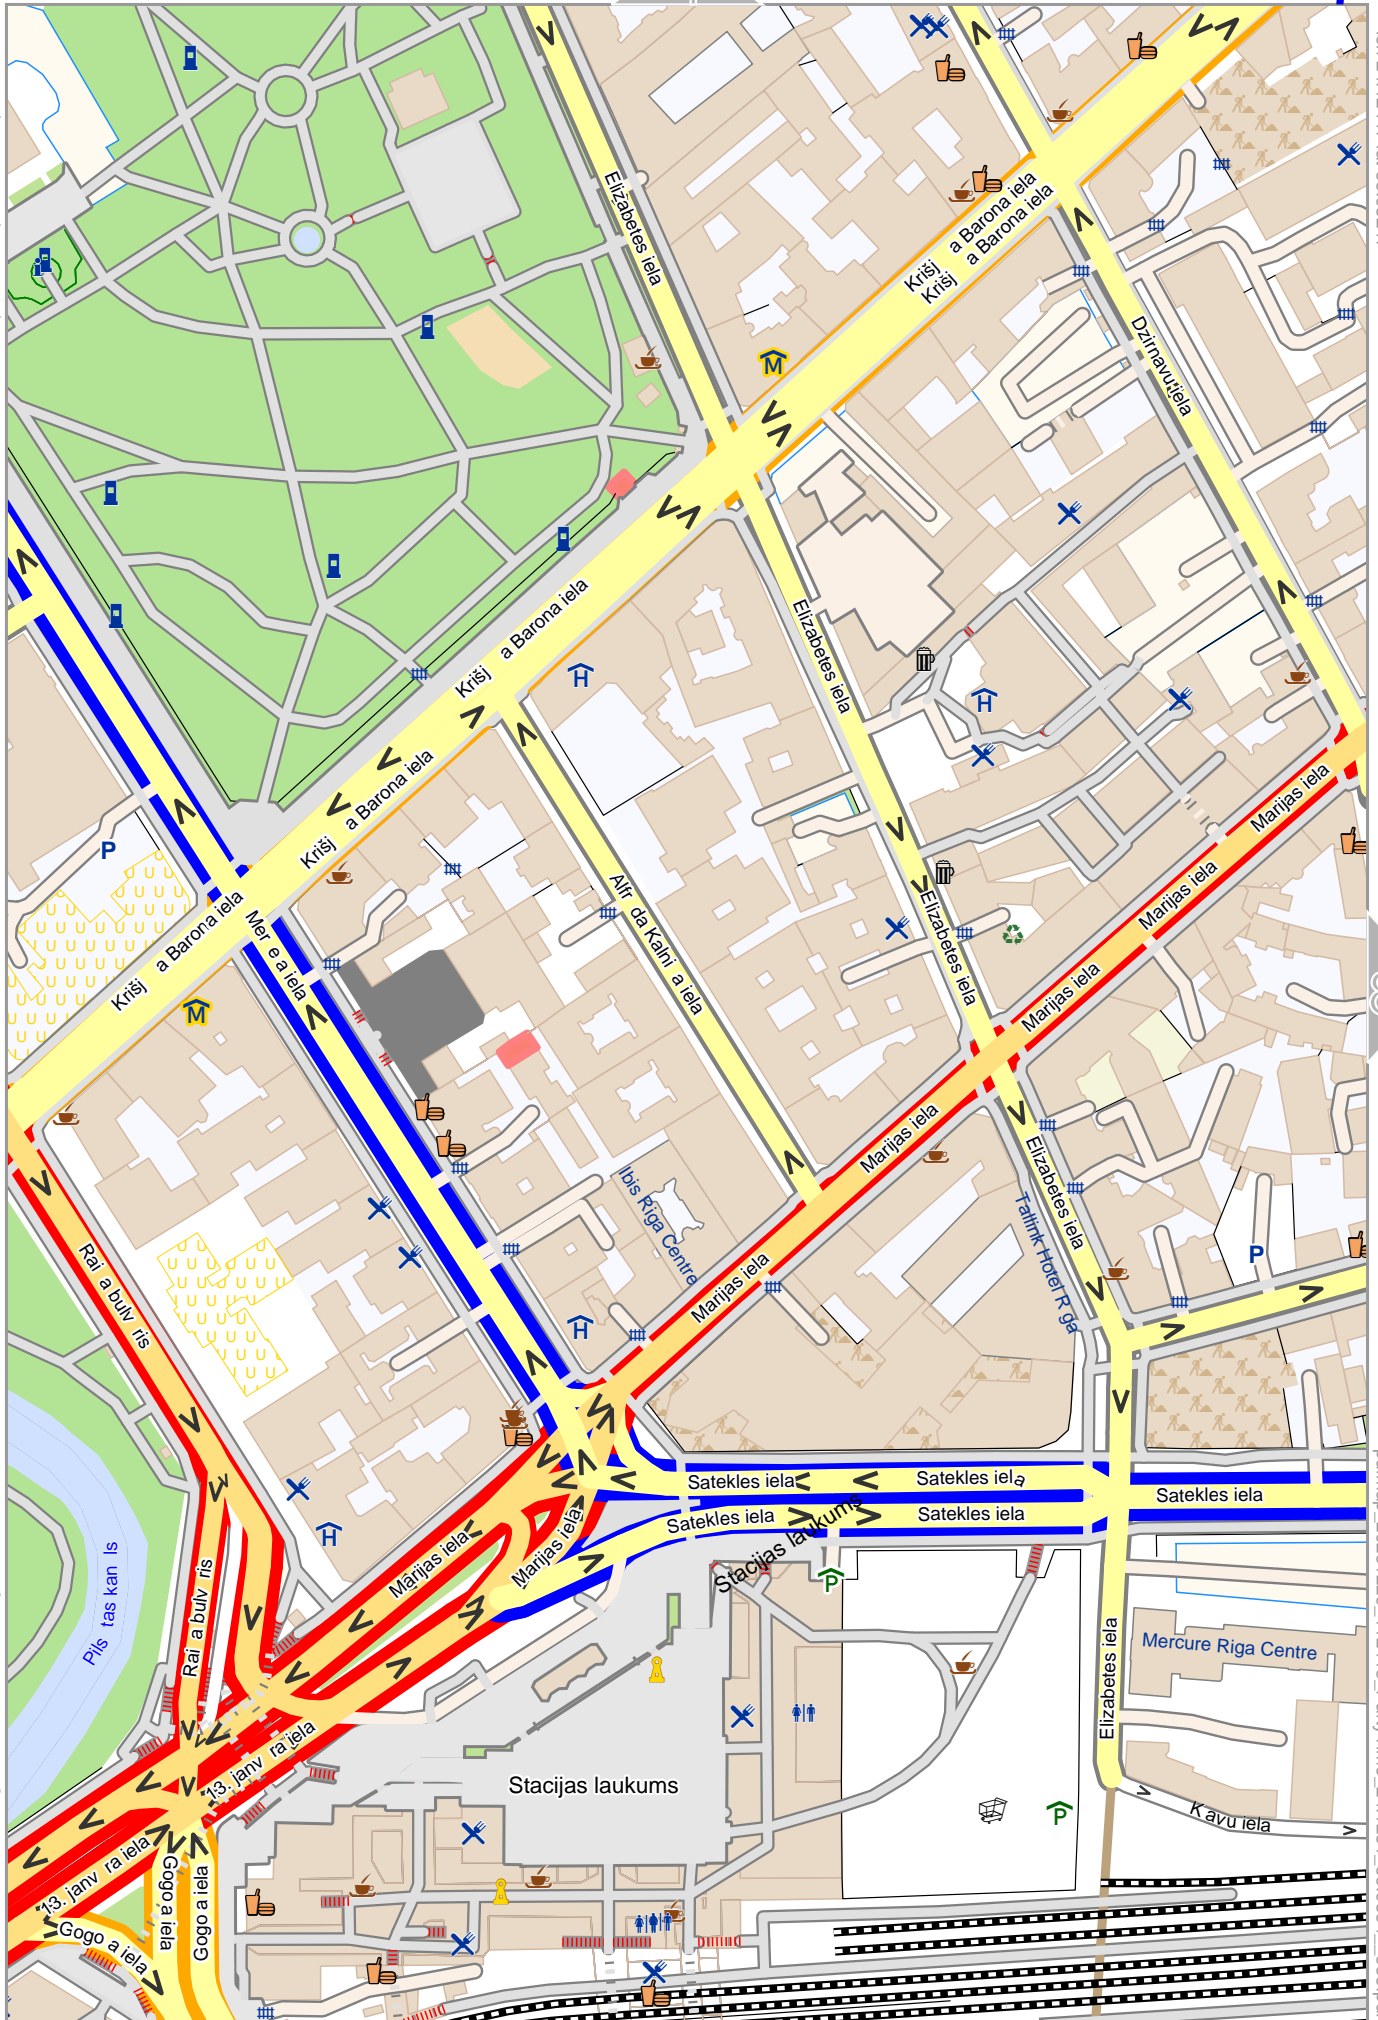 Elizabetes iela
Krišj a Barona iela
Krišj a Barona iela
Dzirnavu iela
Krišj a Barona iela
Elizabetes iela
Krišj a Barona iela
Marijas iela
Alfr da Kalni a iela
Marijas iela
P
Krišj a Barona iela
Mer e a iela
Elizabetes iela
Marijas iela
M
M
H
H
Marijas iela
Elizabetes iela
Ibis Riga Centre
Tallink Hotel R ga
Rai a bulv ris
Marijas iela
P
H
Satekles iela
Satekles iela
Satekles iela
Satekles iela
Satekles iela
Stacijas laukums
H
Marijas iela
Marijas iela
P
Pils tas kan ls
Rai a bulv ris
Elizabetes iela
Mercure Riga Centre
13. janv ra iela
Stacijas laukums
P
K avu iela
13. janv ra iela
Gogo a iela
Gogo a iela
Gogo a iela